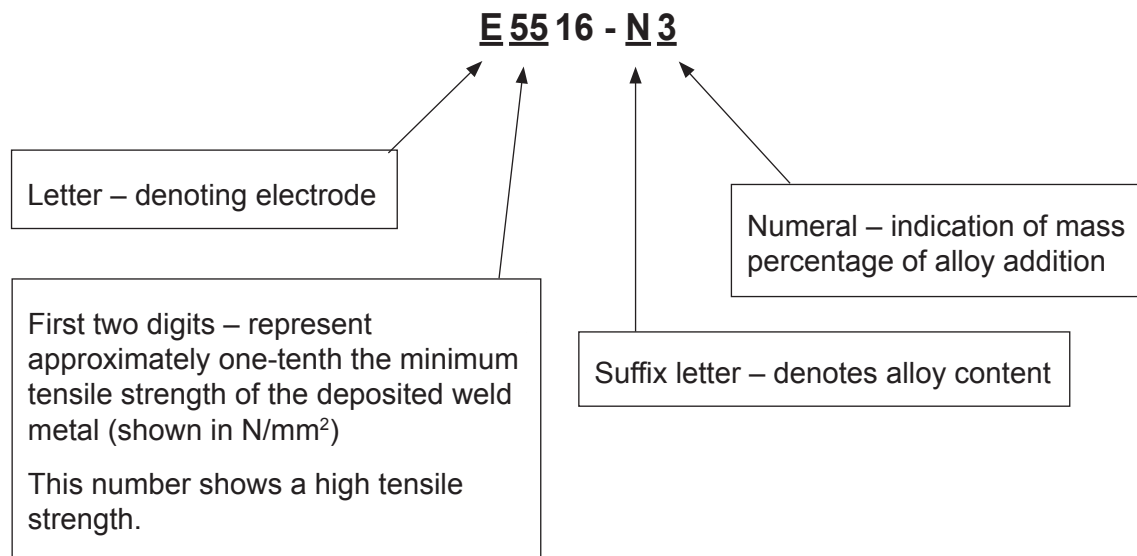 E 55 16 - N 3
Letter – denoting electrode
Numeral – indication of mass
percentage of alloy addition
First two digits – represent
approximately one-tenth the minimum
tensile strength of the deposited weld
metal (shown in N/mm²)
This number shows a high tensile
strength.
Suffix letter – denotes alloy content